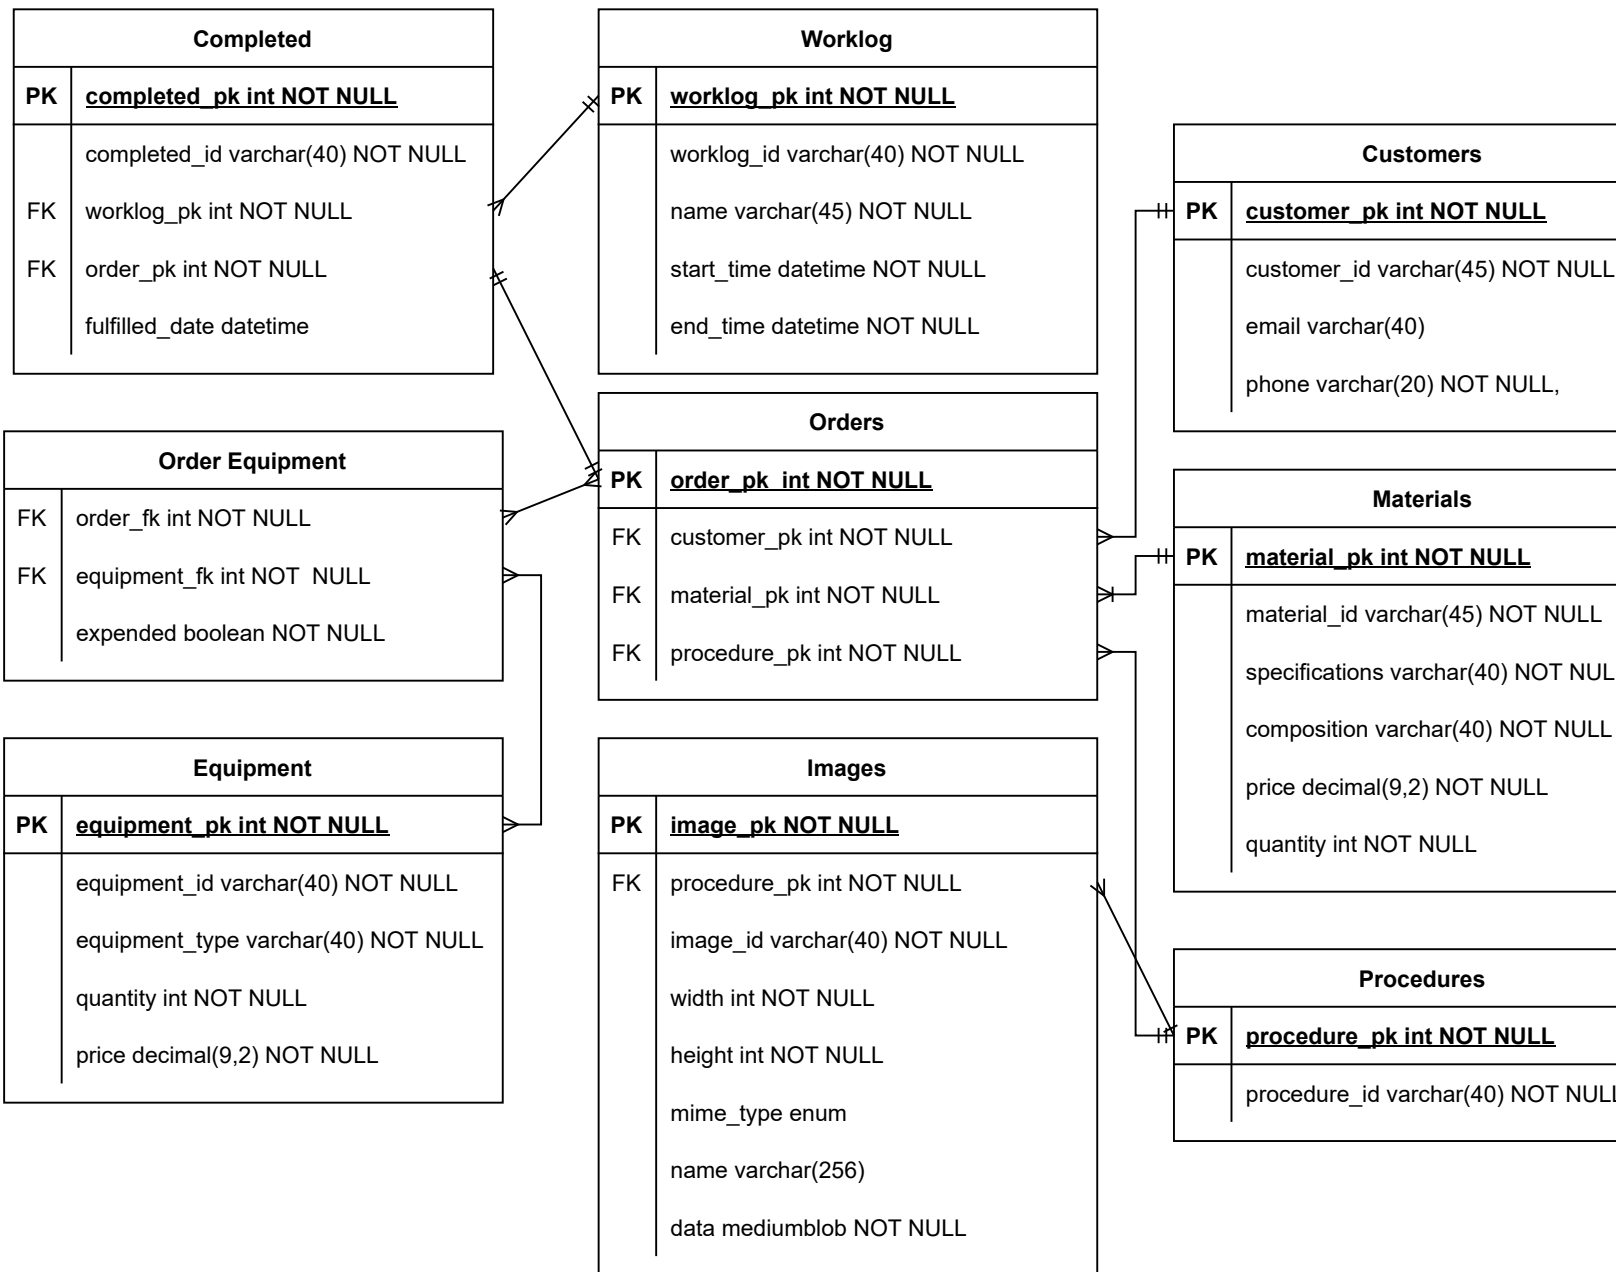 Completed
PK completed_pk int NOT NULL
completed_id varchar(40) NOT NULL
FK worklog_pk int NOT NULL
FK order_pk int NOT NULL
fulfilled_date datetime
Worklog
PK worklog_pk int NOT NULL
worklog_id varchar(40) NOT NULL
name varchar(45) NOT NULL
start_time datetime NOT NULL
end_time datetime NOT NULL
Customers
PK customer_pk int NOT NULL
customer_id varchar(45) NOT NULL
email varchar(40)
phone varchar(20) NOT NULL,
Order Equipment
FK order_fk int NOT NULL
FK equipment_fk int NOT  NULL
expended boolean NOT NULL
Orders
PK order_pk  int NOT NULL
FK customer_pk int NOT NULL
FK material_pk int NOT NULL
FK procedure_pk int NOT NULL
Materials
PK material_pk int NOT NULL
material_id varchar(45) NOT NULL
specifications varchar(40) NOT NUL
composition varchar(40) NOT NULL
price decimal(9,2) NOT NULL
quantity int NOT NULL
Equipment
PK equipment_pk int NOT NULL
equipment_id varchar(40) NOT NULL
equipment_type varchar(40) NOT NULL
quantity int NOT NULL
price decimal(9,2) NOT NULL
Images
PK image_pk NOT NULL
FK procedure_pk int NOT NULL
image_id varchar(40) NOT NULL
width int NOT NULL
height int NOT NULL
mime_type enum
name varchar(256)
data mediumblob NOT NULL
Procedures
PK procedure_pk int NOT NULL
procedure_id varchar(40) NOT NULL